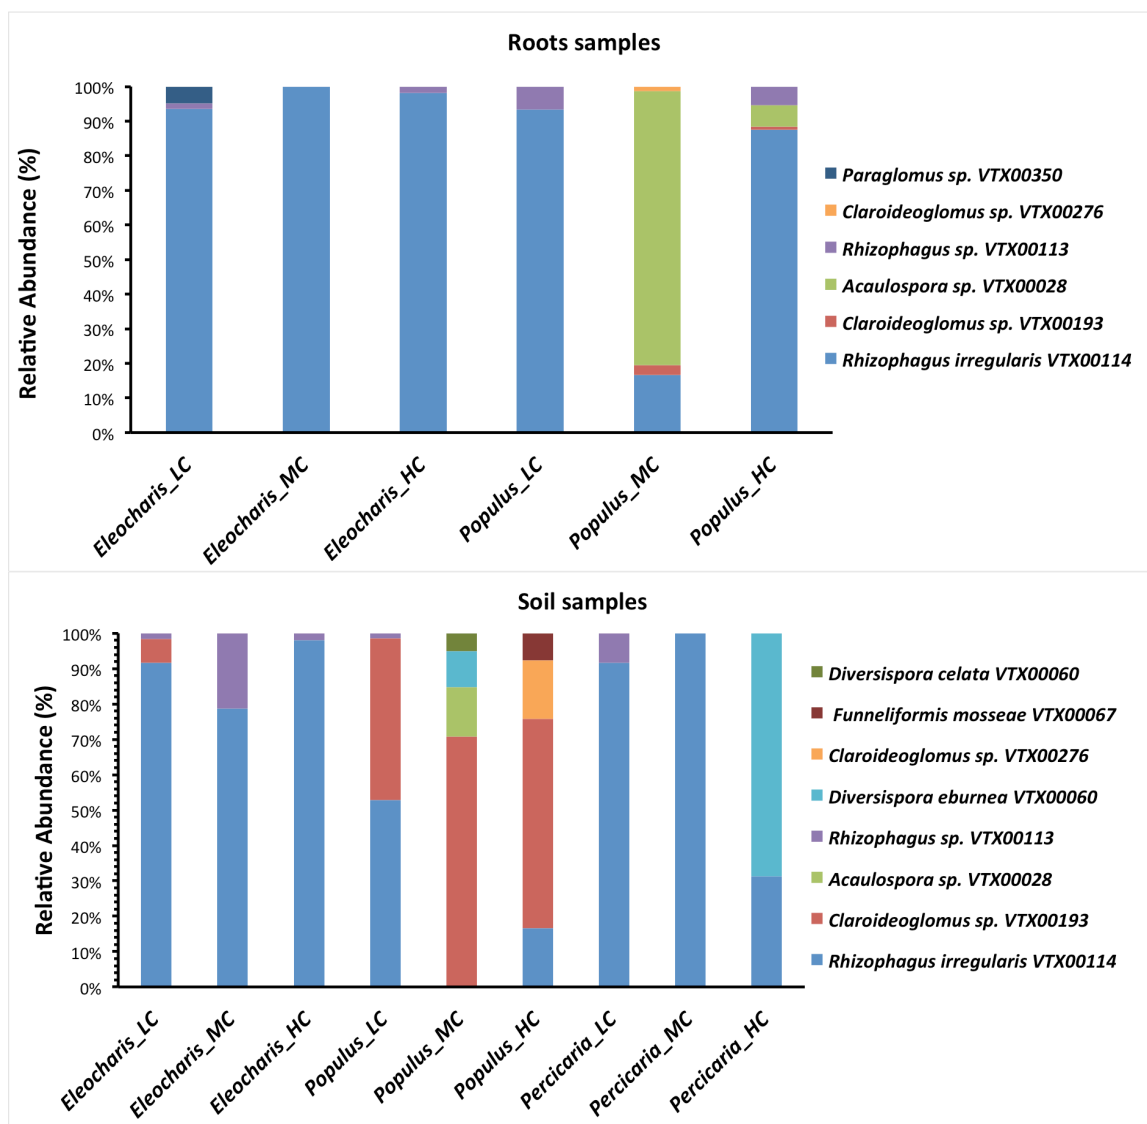 Roots samples
Relative Abundance (%)
100%
90%
80%
70%
60%
50%
40%
30%
20%
10%
0%
Eleocharis_LC
Eleocharis_MC
Eleocharis_HC
Populus_LC
Populus_MC
Populus_HC
Paraglomus sp. VTX00350
Claroideoglomus sp. VTX00276
Rhizophagus sp. VTX00113
Acaulospora sp. VTX00028
Claroideoglomus sp. VTX00193
Rhizophagus irregularis VTX00114
Soil samples
Relative Abundance (%)
100%
90%
80%
70%
60%
50%
40%
30%
20%
10%
0%
Eleocharis_LC
Eleocharis_MC
Eleocharis_HC
Populus_LC
Populus_MC
Populus_HC
Percicaria_LC
Percicaria_MC
Percicaria_HC
Diversispora celata VTX00060
Funneliformis mosseae VTX00067
Claroideoglomus sp. VTX00276
Diversispora eburnea VTX00060
Rhizophagus sp. VTX00113
Acaulospora sp. VTX00028
Claroideoglomus sp. VTX00193
Rhizophagus irregularis VTX00114